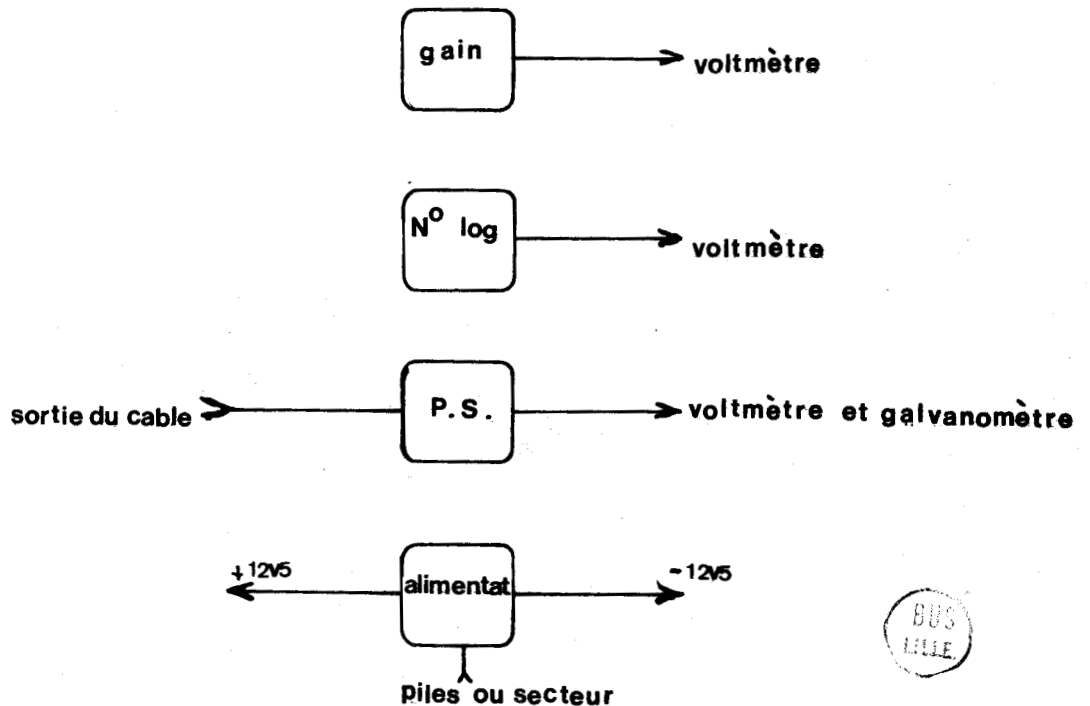 gain
voltmètre
N° log
voltmètre
sortie du cable
P.S.
voltmètre et galvanomètre
+12V5
alimentat
-12V5
piles ou secteur
BUS
LILLE